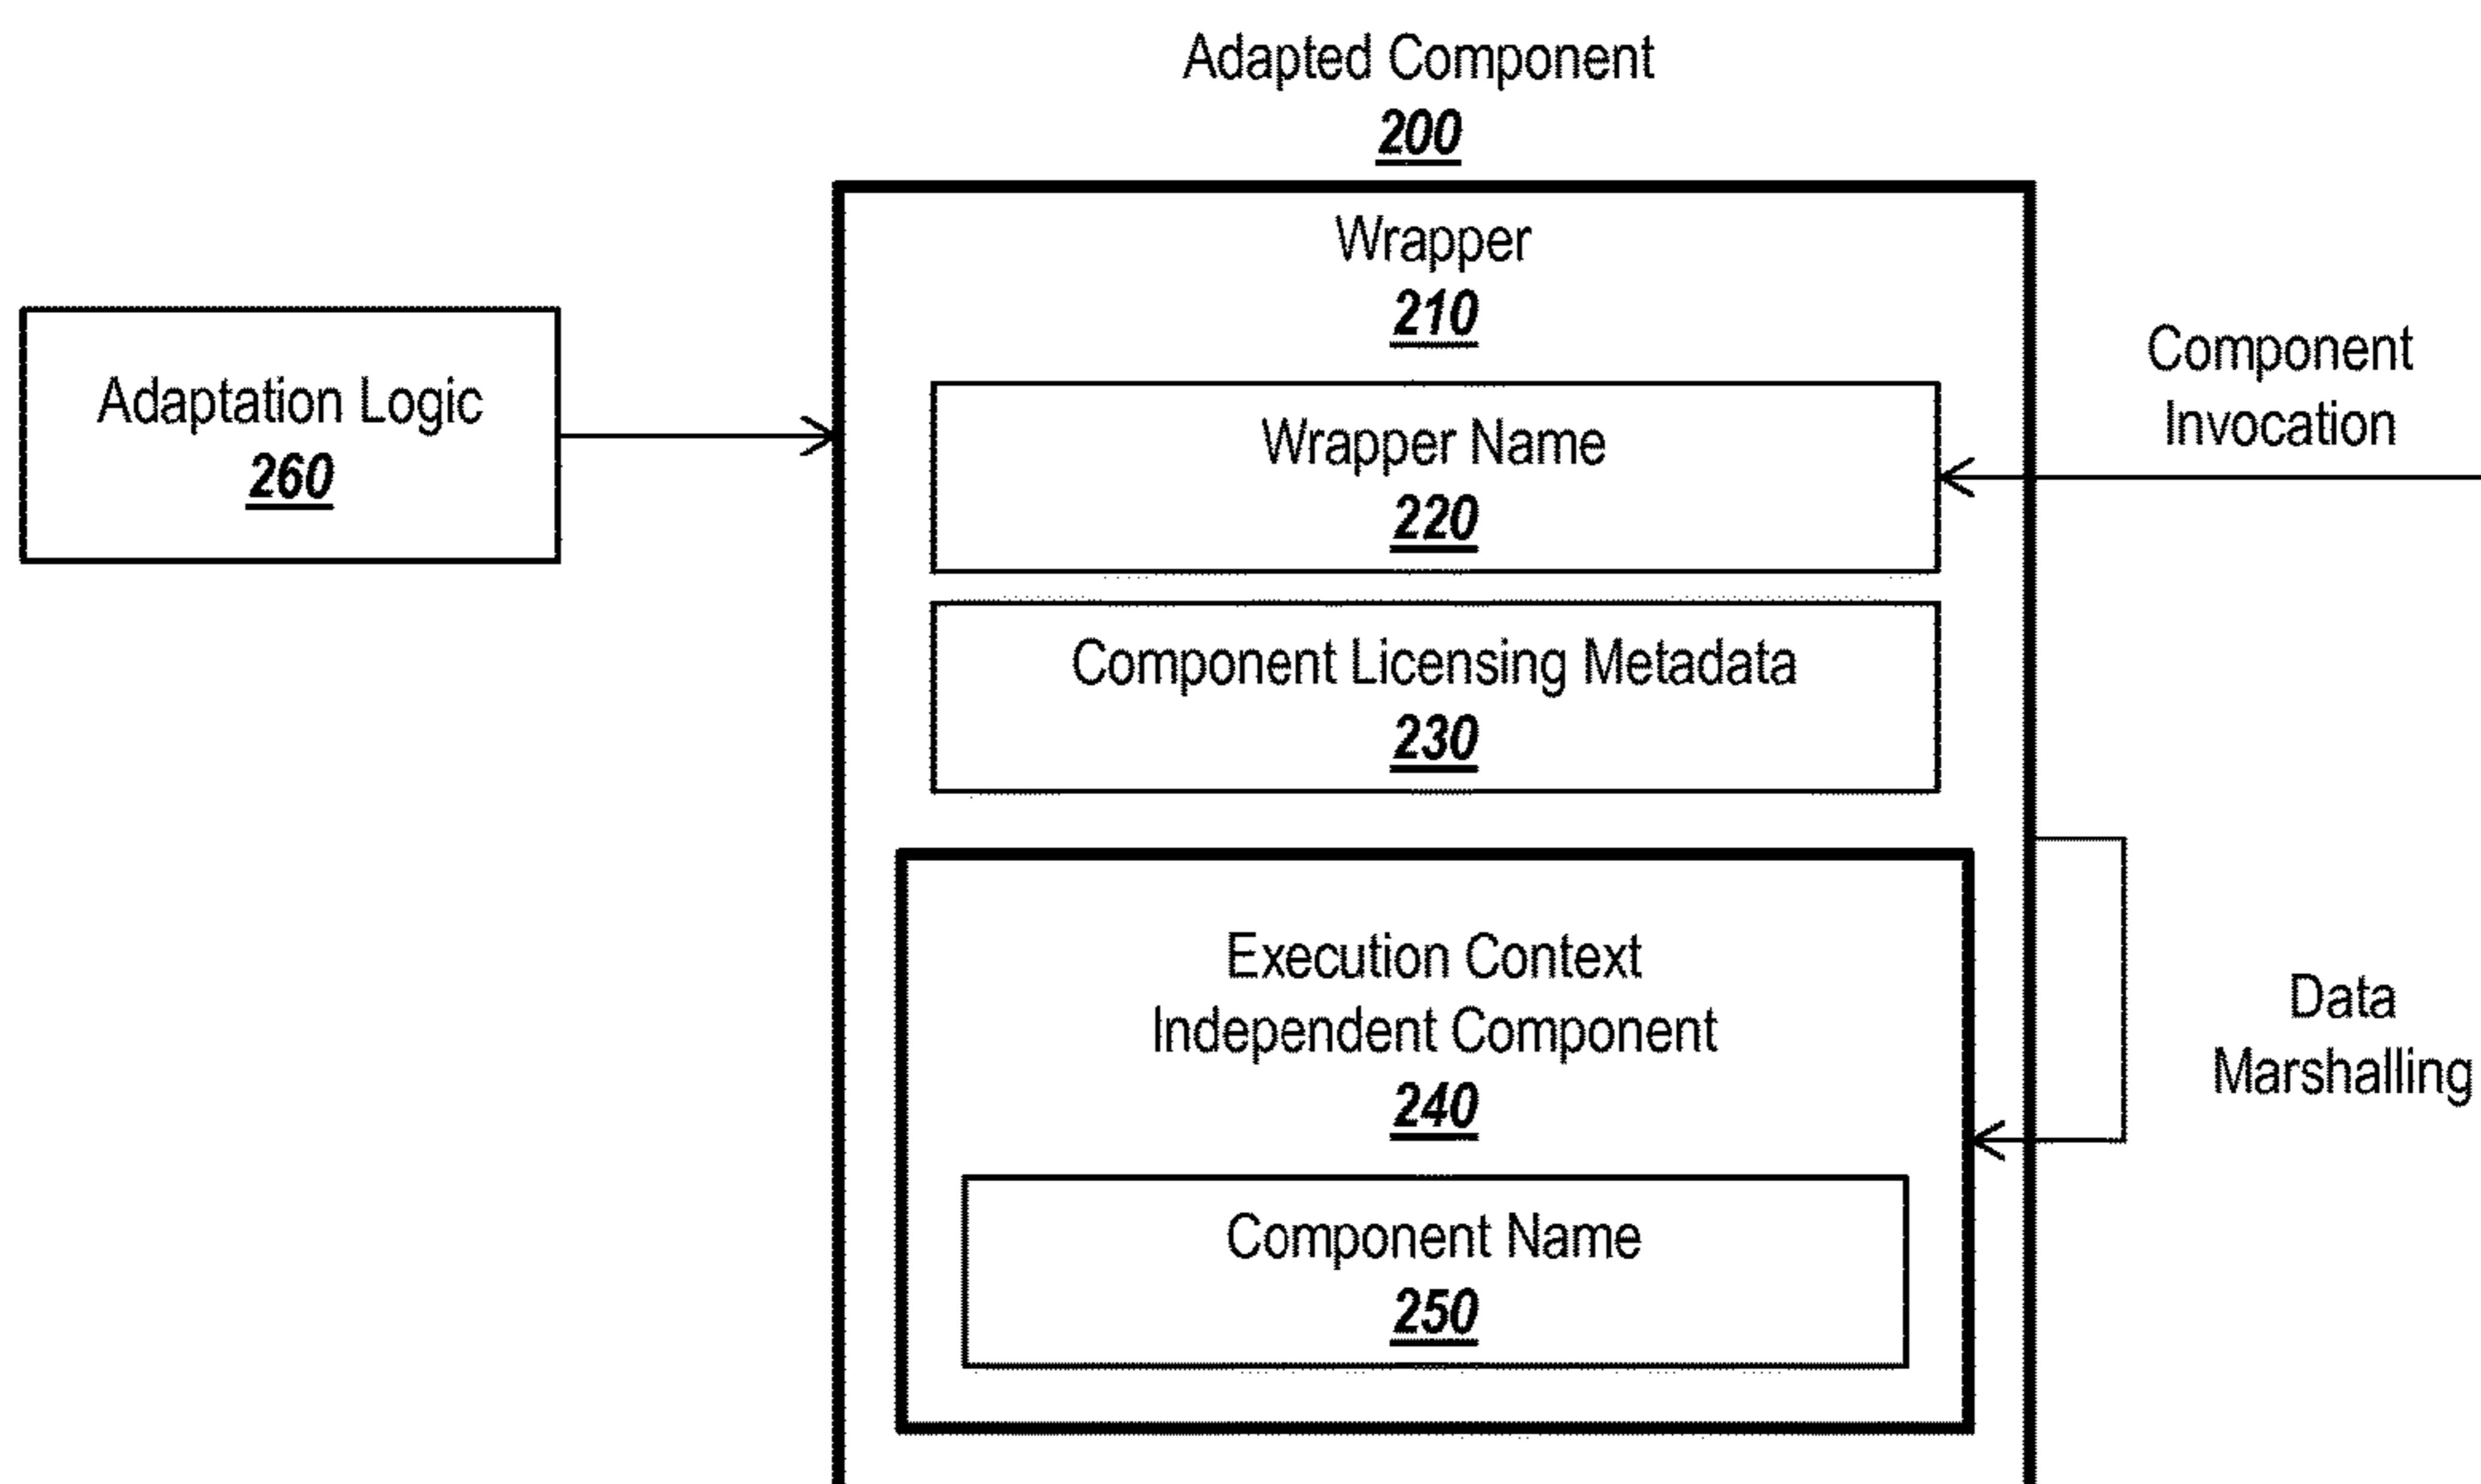 Adapted Component
200
Wrapper
210
Adaptation Logic
260
Wrapper Name
220
Component
Invocation
Component Licensing Metadata
230
Execution Context
Independent Component
240
Data
Marshalling
Component Name
250